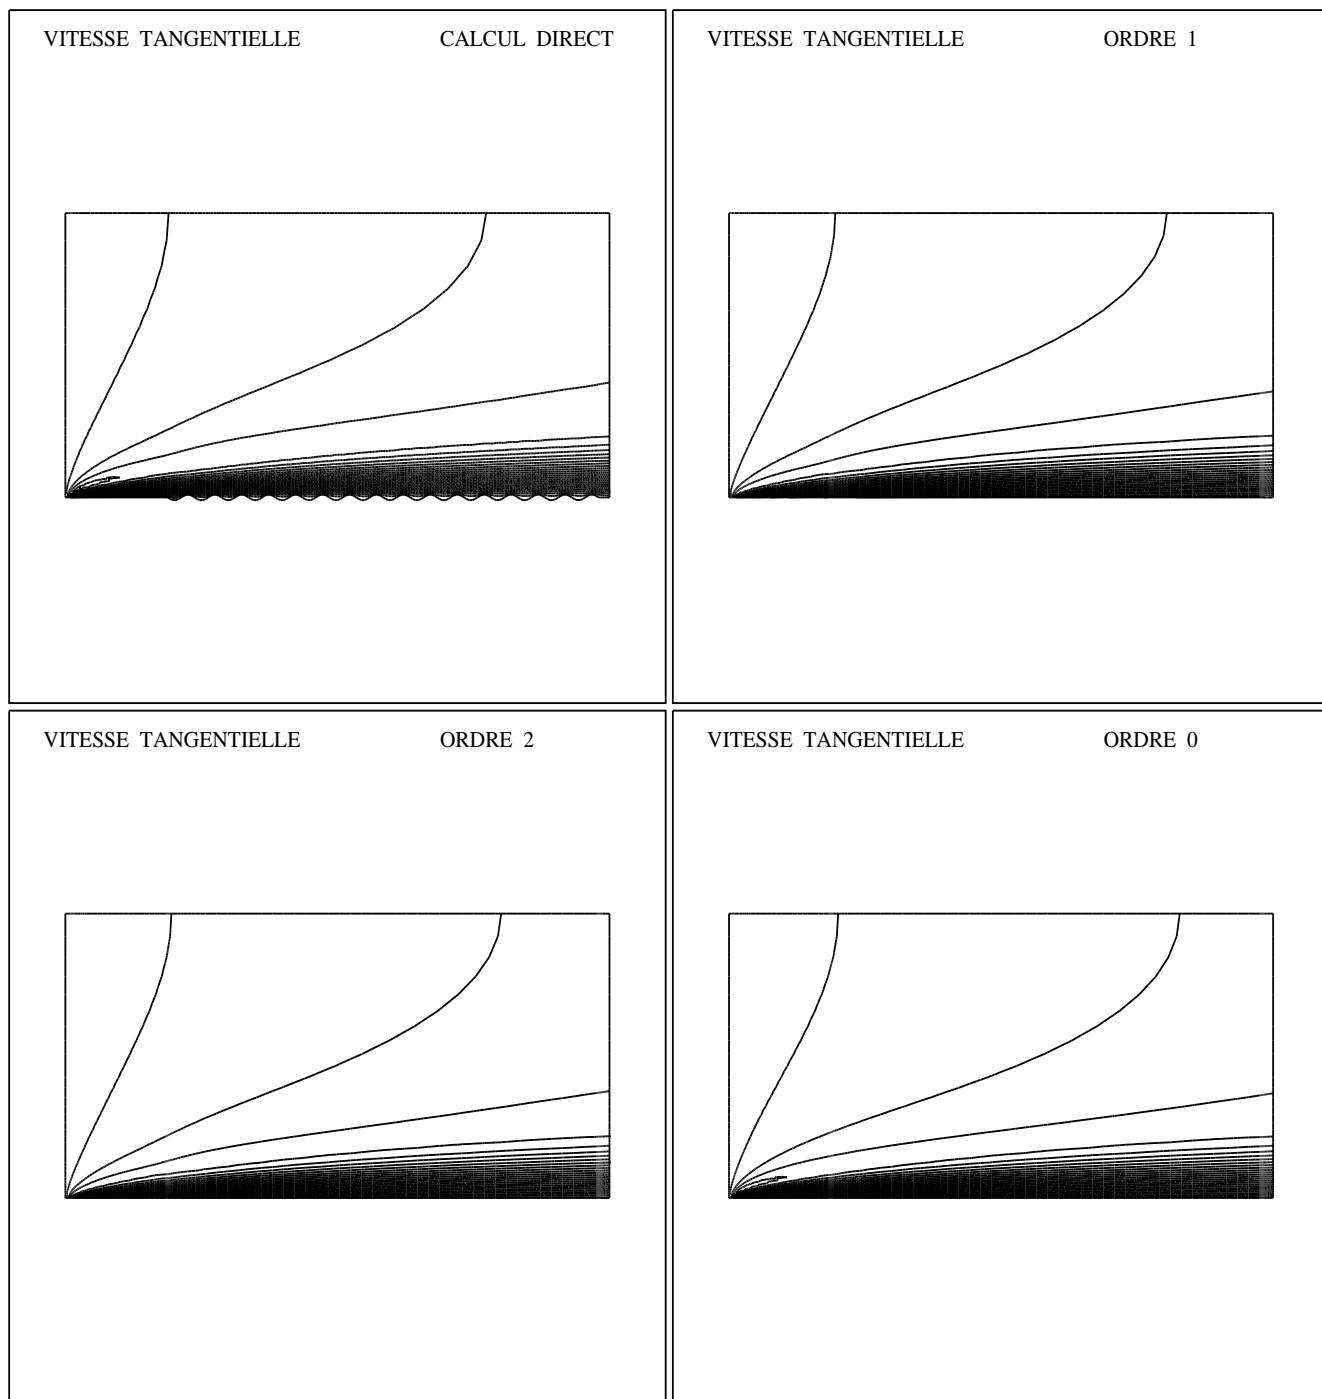 VITESSE TANGENTIELLE CALCUL DIRECT
VITESSE TANGENTIELLE ORDRE 1
VITESSE TANGENTIELLE ORDRE 2
VITESSE TANGENTIELLE ORDRE 0